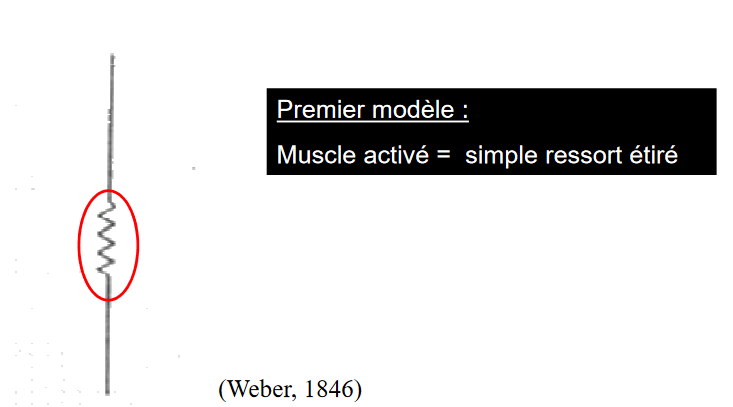 Premier modèle :
Muscle activé = simple ressort étiré
(Weber, 1846)